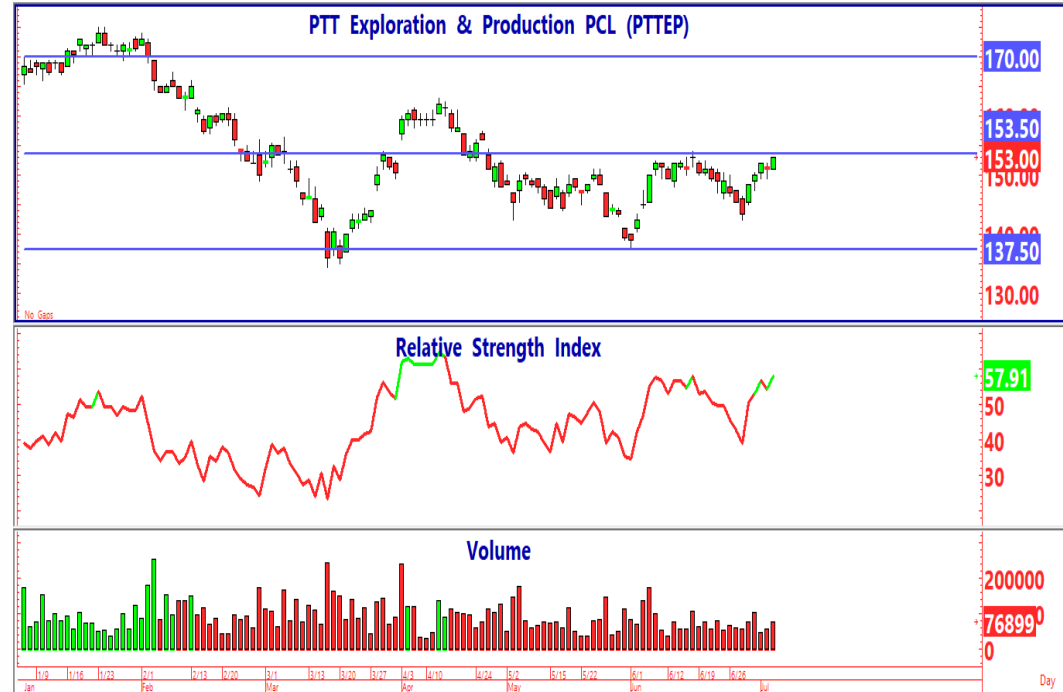 PTT Exploration & Production PCL (PTTEP)
170.00
153.50
153.00
150.00
140.00
137.50
130.00
No Gaps
Relative Strength Index
57.91
50
40
30
Volume
200000
76899
0
1/9 1/16 1/23 2/1 2/13 2/20 3/1 3/13 3/20 3/27 4/3 4/10 4/24 5/2 5/15 5/22 6/1 6/12 6/19 6/26
Jan Feb Mar Apr May Jun Jul
Day